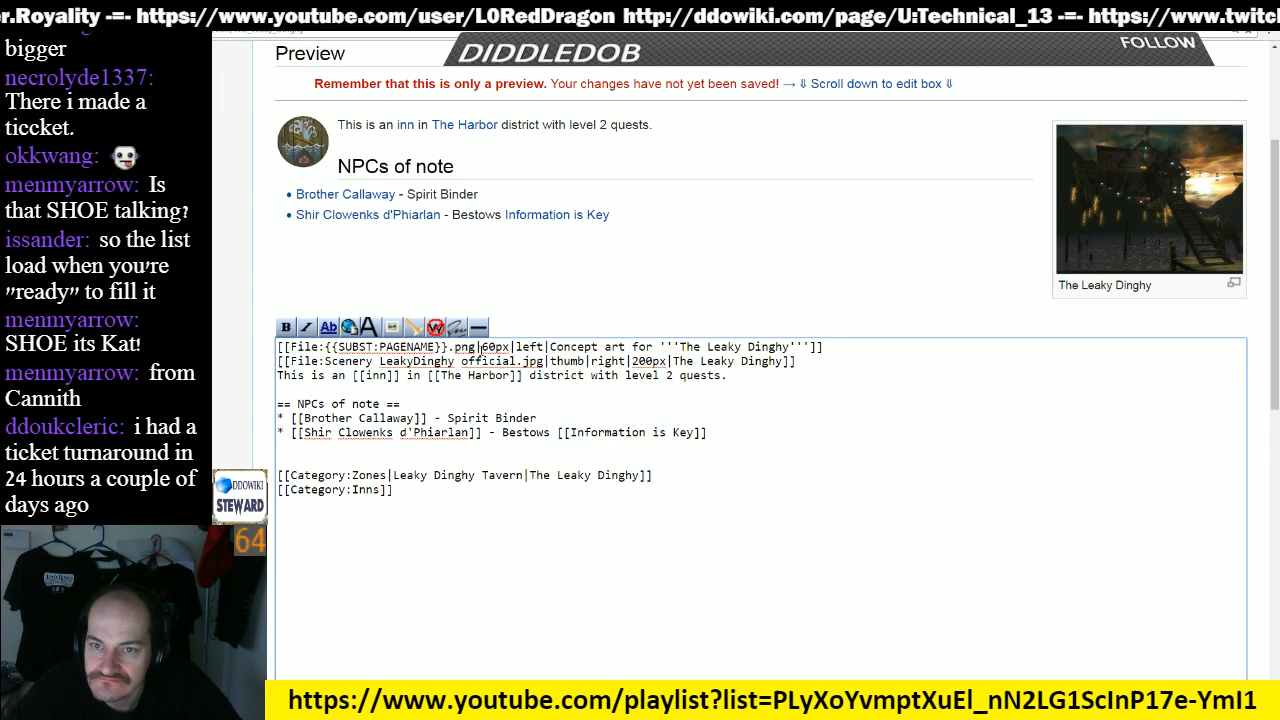 r.Royality -=- https://www.youtube.com/user/L0RedDragon http://ddowiki.com/page/U:Technical_13 -=- https://www.twitc
bigger
necrolyde1337:
There i made a
ticcket.
okkwang:
menmyarrow: Is
that SHOE talking?
issander: so the list
load when you're
"ready" to fill it
menmyarrow:
SHOE its Kat!
menmyarrow: from
Cannith
ddoukcleric: i had a
ticket turnaround in
24 hours a couple of
days ago
DDOWIKI
STEWARD
64
Preview
DIDDLEDOB
FOLLOW
Remember that this is only a preview. Your changes have not yet been saved! → ⇓ Scroll down to edit box ⇓
This is an inn in The Harbor district with level 2 quests.
NPCs of note
• Brother Callaway - Spirit Binder
• Shir Clowenks d'Phiarlan - Bestows Information is Key
The Leaky Dinghy
B I Ab A W
[[File:{{SUBST:PAGENAME}}.png|60px|left|Concept art for '''The Leaky Dinghy''']]
[[File:Scenery LeakyDinghy official.jpg|thumb|right|200px|The Leaky Dinghy]]
This is an [[inn]] in [[The Harbor]] district with level 2 quests.
== NPCs of note ==
* [[Brother Callaway]] - Spirit Binder
* [[Shir Clowenks d'Phiarlan]] - Bestows [[Information is Key]]
[[Category:Zones|Leaky Dinghy Tavern|The Leaky Dinghy]]
[[Category:Inns]]
https://www.youtube.com/playlist?list=PLyXoYvmptXuEl_nN2LG1ScInP17e-YmI1